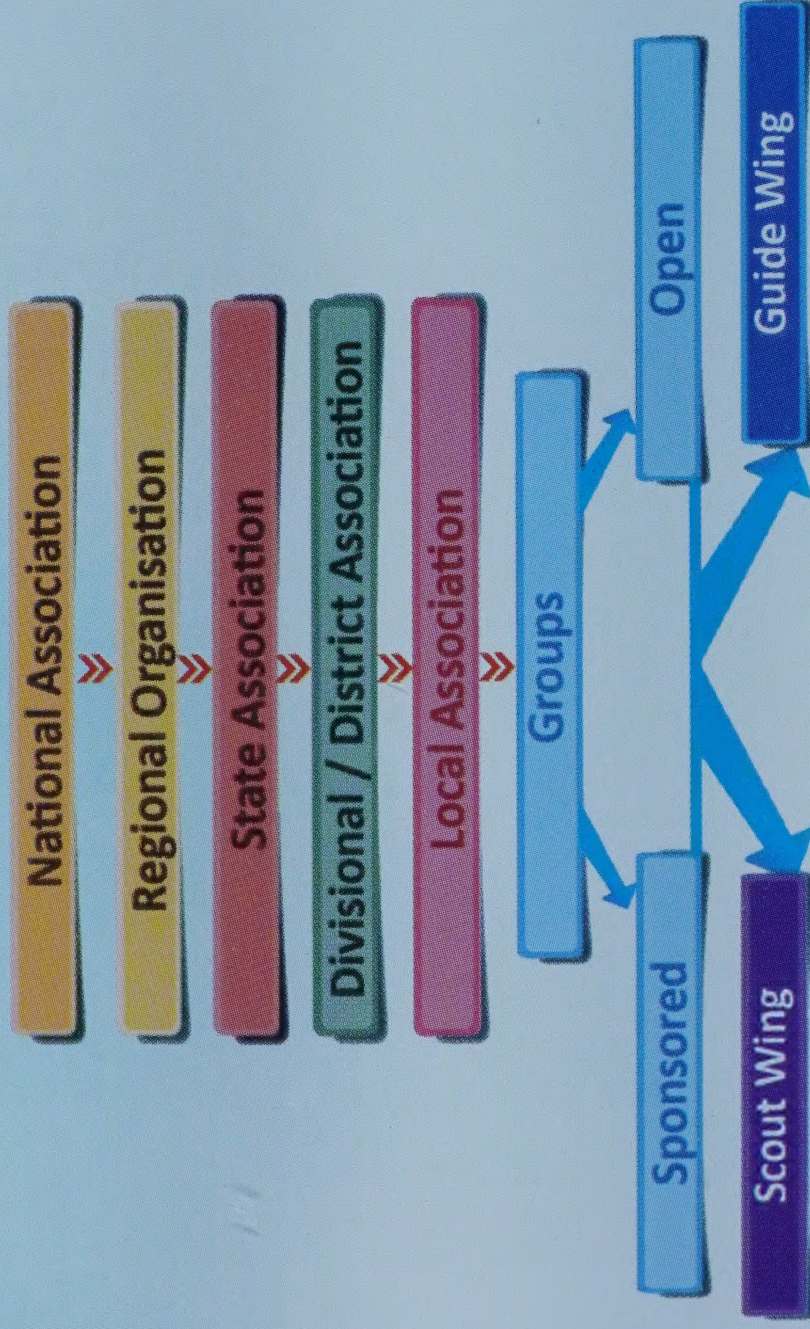 National Association
Regional Organisation
State Association
Divisional / District Association
Local Association
Groups
Sponsored
Open
Scout Wing
Guide Wing